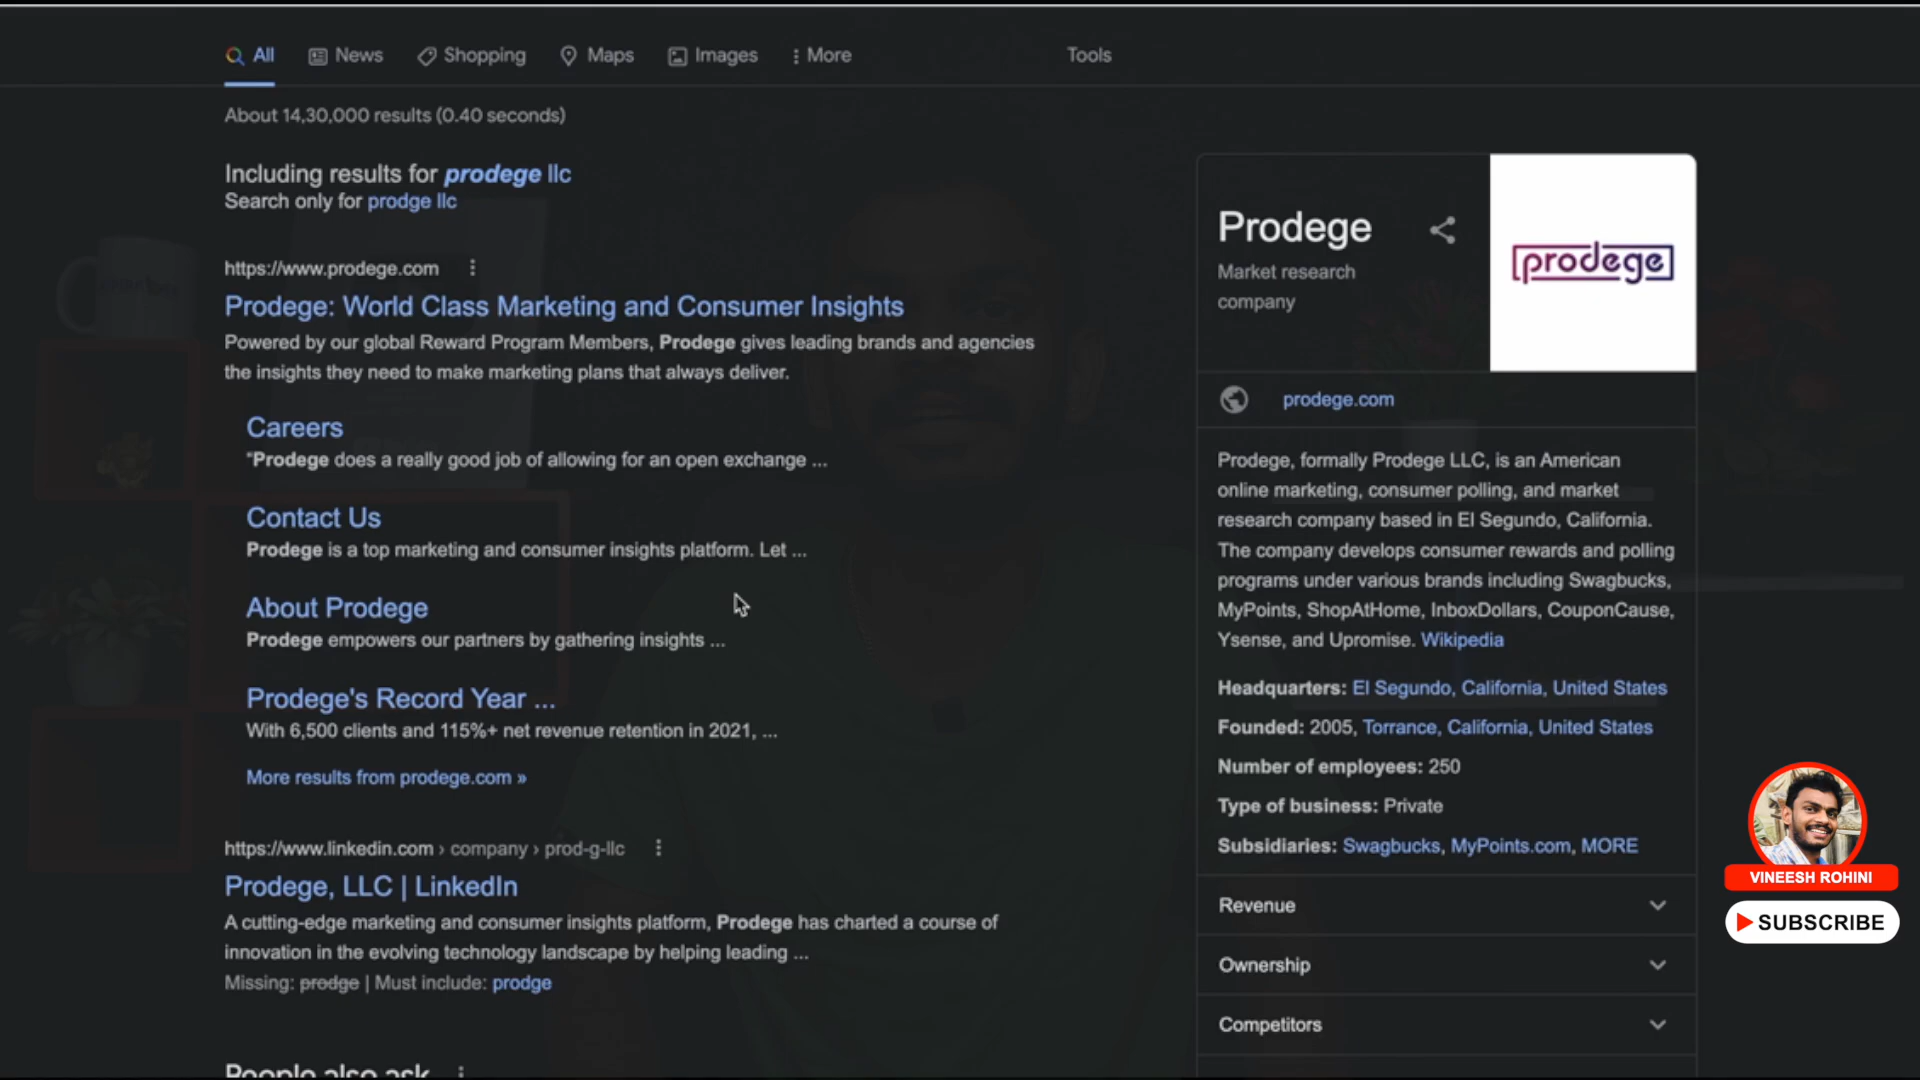 All News Shopping Maps Images More Tools
About 14,30,000 results (0.40 seconds)
Including results for prodege llc
Search only for prodge llc
https://www.prodege.com
Prodege: World Class Marketing and Consumer Insights
Powered by our global Reward Program Members, Prodege gives leading brands and agencies
the insights they need to make marketing plans that always deliver.
Careers
"Prodege does a really good job of allowing for an open exchange ...
Contact Us
Prodege is a top marketing and consumer insights platform. Let ...
About Prodege
Prodege empowers our partners by gathering insights ...
Prodege's Record Year ...
With 6,500 clients and 115%+ net revenue retention in 2021, ...
More results from prodege.com »
https://www.linkedin.com › company › prod-g-llc
Prodege, LLC | LinkedIn
A cutting-edge marketing and consumer insights platform, Prodege has charted a course of
innovation in the evolving technology landscape by helping leading ...
Missing: prodge | Must include: prodge
People also ask
Prodege
Market research
company
prodege
prodege.com
Prodege, formally Prodege LLC, is an American
online marketing, consumer polling, and market
research company based in El Segundo, California.
The company develops consumer rewards and polling
programs under various brands including Swagbucks,
MyPoints, ShopAtHome, InboxDollars, CouponCause,
Ysense, and Upromise. Wikipedia
Headquarters: El Segundo, California, United States
Founded: 2005, Torrance, California, United States
Number of employees: 250
Type of business: Private
Subsidiaries: Swagbucks, MyPoints.com, MORE
Revenue
Ownership
Competitors
VINEESH ROHINI
SUBSCRIBE